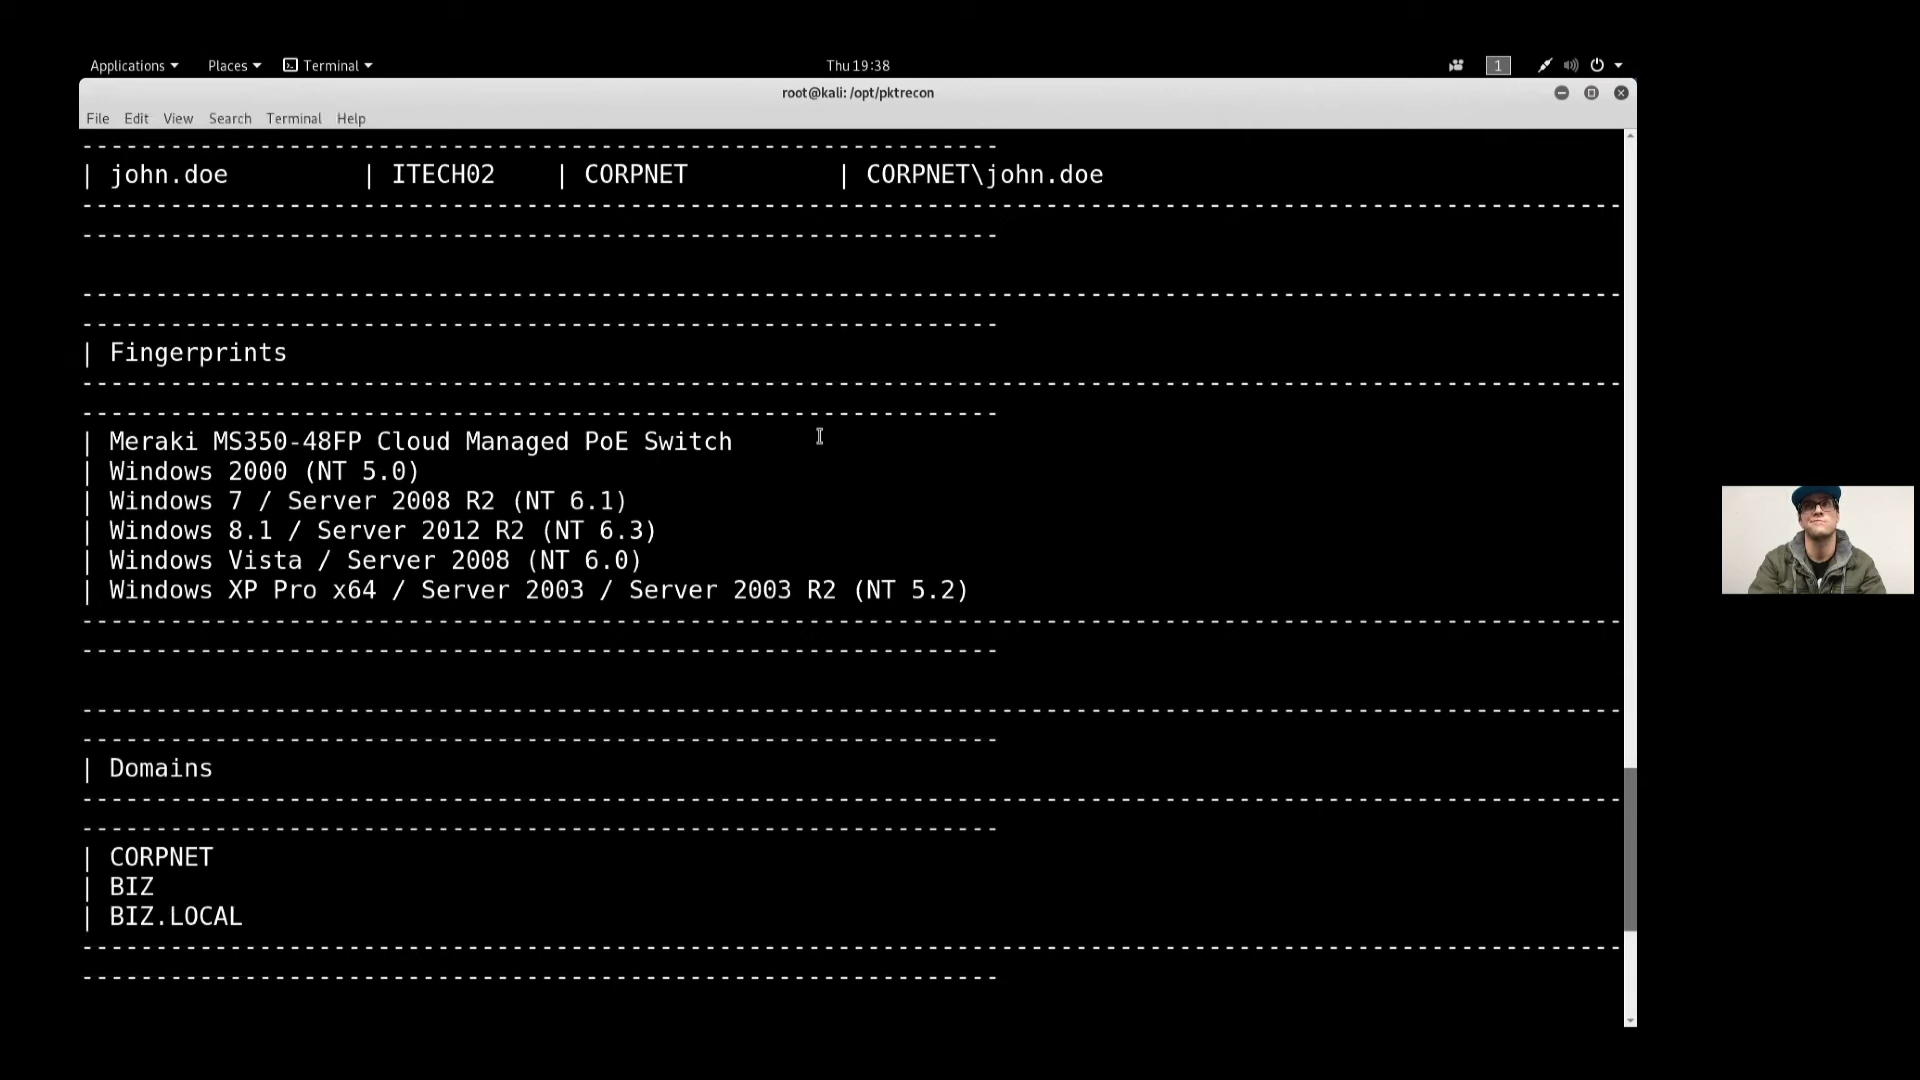 Applications Places Terminal Thu 19:38 1
root@kali: /opt/pktrecon
File Edit View Search Terminal Help
--------------------------------------------------------------
| john.doe | ITECH02 | CORPNET | CORPNET\john.doe
--------------------------------------------------------------------------------------------------------
--------------------------------------------------------------
--------------------------------------------------------------------------------------------------------
--------------------------------------------------------------
| Fingerprints
--------------------------------------------------------------------------------------------------------
--------------------------------------------------------------
| Meraki MS350-48FP Cloud Managed PoE Switch
| Windows 2000 (NT 5.0)
| Windows 7 / Server 2008 R2 (NT 6.1)
| Windows 8.1 / Server 2012 R2 (NT 6.3)
| Windows Vista / Server 2008 (NT 6.0)
| Windows XP Pro x64 / Server 2003 / Server 2003 R2 (NT 5.2)
--------------------------------------------------------------------------------------------------------
--------------------------------------------------------------
--------------------------------------------------------------------------------------------------------
--------------------------------------------------------------
| Domains
--------------------------------------------------------------------------------------------------------
--------------------------------------------------------------
| CORPNET
| BIZ
| BIZ.LOCAL
--------------------------------------------------------------------------------------------------------
--------------------------------------------------------------